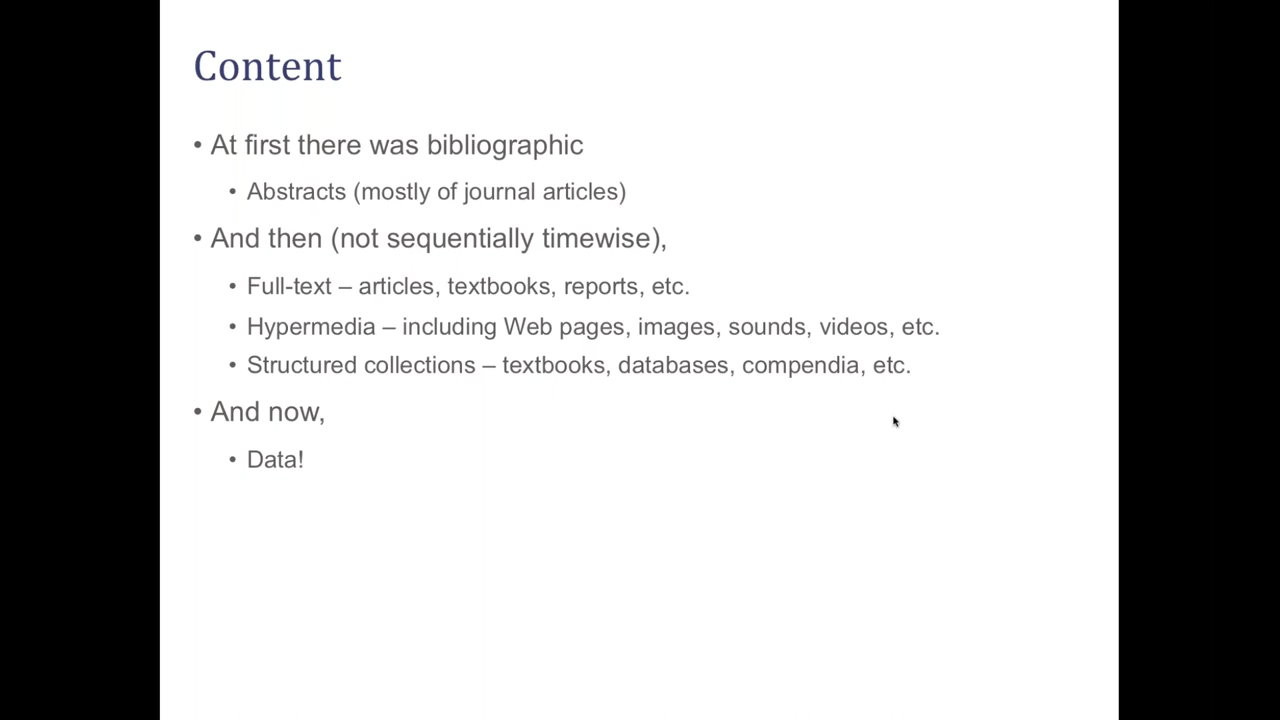 Content
• At first there was bibliographic
• Abstracts (mostly of journal articles)
• And then (not sequentially timewise),
• Full-text – articles, textbooks, reports, etc.
• Hypermedia – including Web pages, images, sounds, videos, etc.
• Structured collections – textbooks, databases, compendia, etc.
• And now,
• Data!